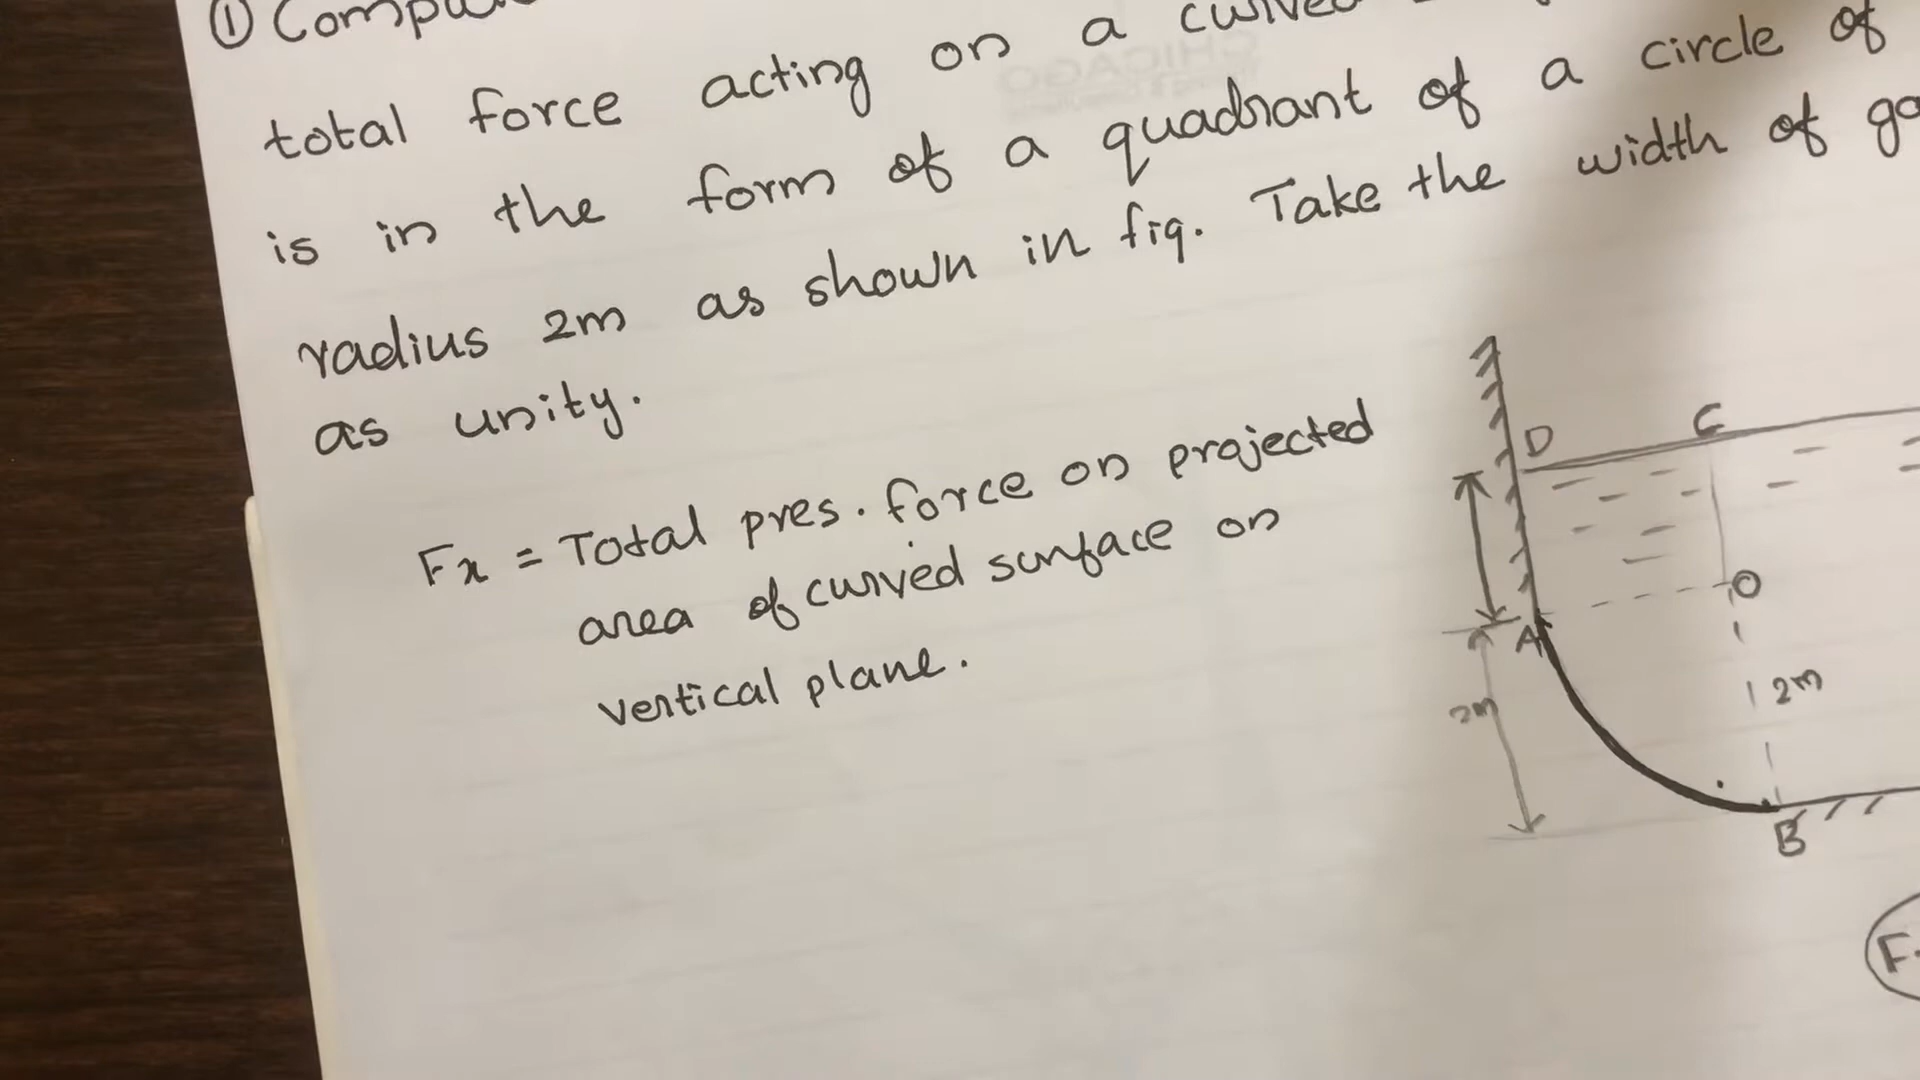 ① Compu
total force acting on a curved
is in the form of a quadrant of a circle of
radius 2m as shown in fig. Take the width of ga
as unity.
Fx = Total pres. force on projected
area of curved surface on
vertical plane.
D C
O
A
2m
2m
B
F